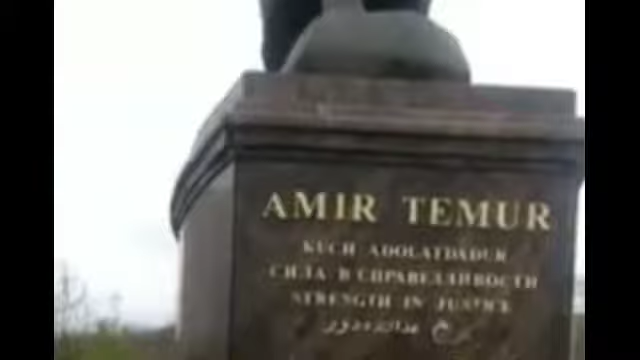 AMIR TEMUR
KUCH ADOLATDADUR
СИЛА В СПРАВЕДЛИВОСТИ
STRENGTH IN JUSTICE